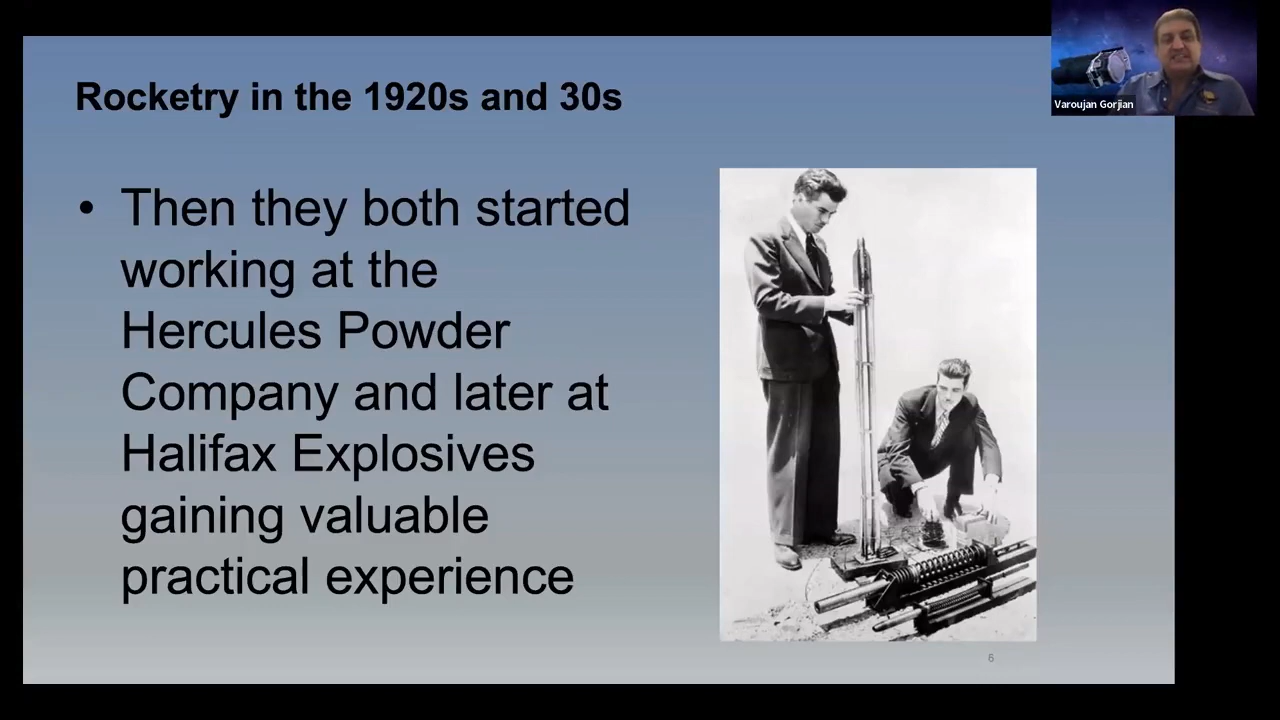 Rocketry in the 1920s and 30s
• Then they both started
working at the
Hercules Powder
Company and later at
Halifax Explosives
gaining valuable
practical experience
6
Varoujan Gorjian